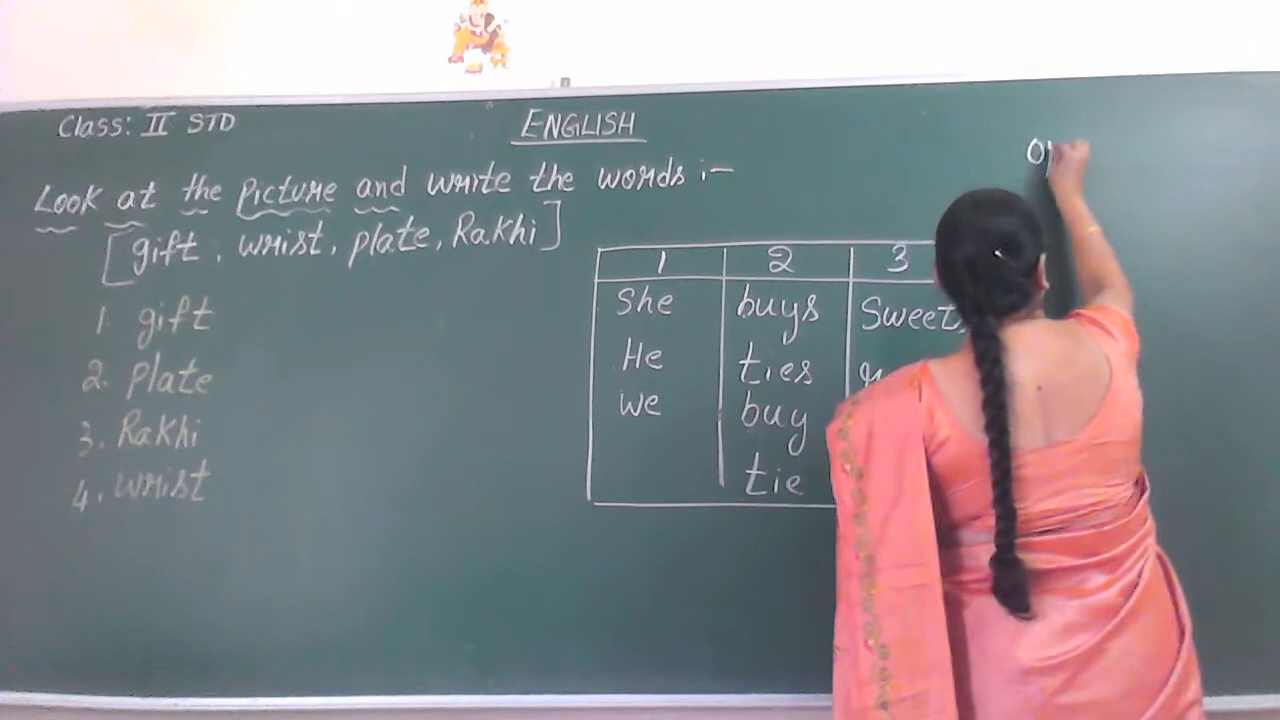 Class: II STD
ENGLISH
Look at the Picture and write the words :-
[gift, wrist, plate, Rakhi]
1. gift
2. plate
3. Rakhi
4. wrist
1 2 3
She buys Sweets
He ties
we buy
tie